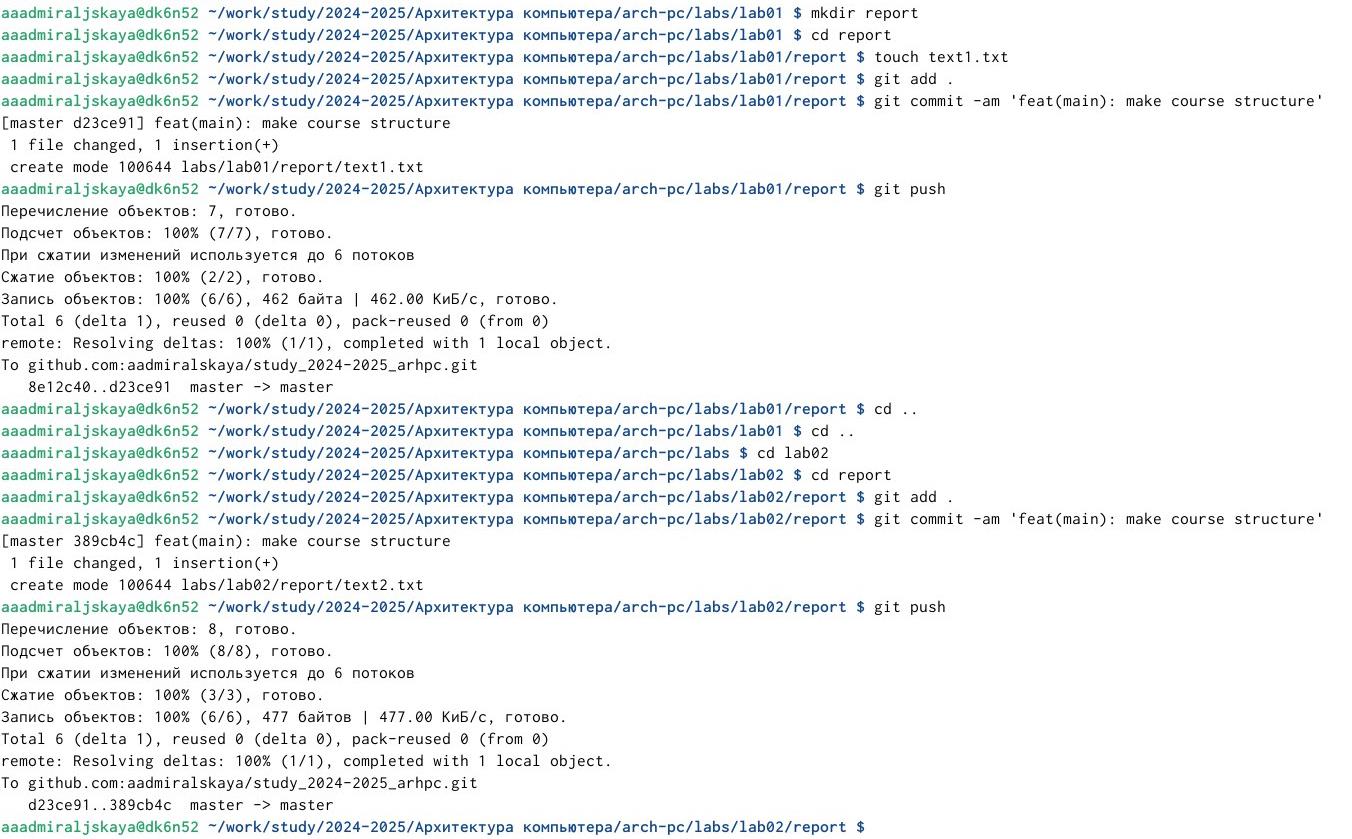 aaadmiraljskaya@dk6n52 ~/work/study/2024-2025/Архитектура компьютера/arch-pc/labs/lab01 $ mkdir report
aaadmiraljskaya@dk6n52 ~/work/study/2024-2025/Архитектура компьютера/arch-pc/labs/lab01 $ cd report
aaadmiraljskaya@dk6n52 ~/work/study/2024-2025/Архитектура компьютера/arch-pc/labs/lab01/report $ touch text1.txt
aaadmiraljskaya@dk6n52 ~/work/study/2024-2025/Архитектура компьютера/arch-pc/labs/lab01/report $ git add .
aaadmiraljskaya@dk6n52 ~/work/study/2024-2025/Архитектура компьютера/arch-pc/labs/lab01/report $ git commit -am 'feat(main): make course structure'
[master d23ce91] feat(main): make course structure
 1 file changed, 1 insertion(+)
 create mode 100644 labs/lab01/report/text1.txt
aaadmiraljskaya@dk6n52 ~/work/study/2024-2025/Архитектура компьютера/arch-pc/labs/lab01/report $ git push
Перечисление объектов: 7, готово.
Подсчет объектов: 100% (7/7), готово.
При сжатии изменений используется до 6 потоков
Сжатие объектов: 100% (2/2), готово.
Запись объектов: 100% (6/6), 462 байта | 462.00 КиБ/с, готово.
Total 6 (delta 1), reused 0 (delta 0), pack-reused 0 (from 0)
remote: Resolving deltas: 100% (1/1), completed with 1 local object.
To github.com:aadmiralskaya/study_2024-2025_arhpc.git
   8e12c40..d23ce91  master -> master
aaadmiraljskaya@dk6n52 ~/work/study/2024-2025/Архитектура компьютера/arch-pc/labs/lab01/report $ cd ..
aaadmiraljskaya@dk6n52 ~/work/study/2024-2025/Архитектура компьютера/arch-pc/labs/lab01 $ cd ..
aaadmiraljskaya@dk6n52 ~/work/study/2024-2025/Архитектура компьютера/arch-pc/labs $ cd lab02
aaadmiraljskaya@dk6n52 ~/work/study/2024-2025/Архитектура компьютера/arch-pc/labs/lab02 $ cd report
aaadmiraljskaya@dk6n52 ~/work/study/2024-2025/Архитектура компьютера/arch-pc/labs/lab02/report $ git add .
aaadmiraljskaya@dk6n52 ~/work/study/2024-2025/Архитектура компьютера/arch-pc/labs/lab02/report $ git commit -am 'feat(main): make course structure'
[master 389cb4c] feat(main): make course structure
 1 file changed, 1 insertion(+)
 create mode 100644 labs/lab02/report/text2.txt
aaadmiraljskaya@dk6n52 ~/work/study/2024-2025/Архитектура компьютера/arch-pc/labs/lab02/report $ git push
Перечисление объектов: 8, готово.
Подсчет объектов: 100% (8/8), готово.
При сжатии изменений используется до 6 потоков
Сжатие объектов: 100% (3/3), готово.
Запись объектов: 100% (6/6), 477 байтов | 477.00 КиБ/с, готово.
Total 6 (delta 1), reused 0 (delta 0), pack-reused 0 (from 0)
remote: Resolving deltas: 100% (1/1), completed with 1 local object.
To github.com:aadmiralskaya/study_2024-2025_arhpc.git
   d23ce91..389cb4c  master -> master
aaadmiraljskaya@dk6n52 ~/work/study/2024-2025/Архитектура компьютера/arch-pc/labs/lab02/report $